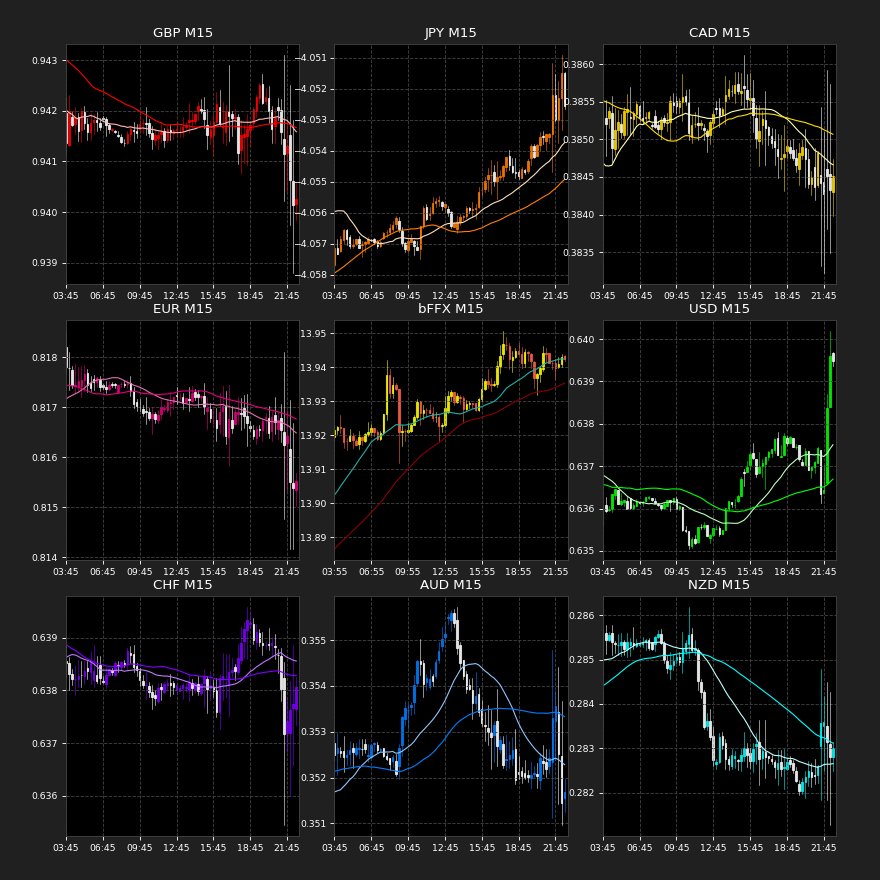 GBP M15
0.943
0.942
0.941
0.940
0.939
03:45 06:45 09:45 12:45 15:45 18:45 21:45
JPY M15
−4.051
−4.052
−4.053
−4.054
−4.055
−4.056
−4.057
−4.058
03:45 06:45 09:45 12:45 15:45 18:45 21:45
CAD M15
0.3860
0.3855
0.3850
0.3845
0.3840
0.3835
03:45 06:45 09:45 12:45 15:45 18:45 21:45
EUR M15
0.818
0.817
0.816
0.815
0.814
03:45 06:45 09:45 12:45 15:45 18:45 21:45
bFFX M15
13.95
13.94
13.93
13.92
13.91
13.90
13.89
03:55 06:55 09:55 12:55 15:55 18:55 21:55
USD M15
0.640
0.639
0.638
0.637
0.636
0.635
03:45 06:45 09:45 12:45 15:45 18:45 21:45
CHF M15
0.639
0.638
0.637
0.636
03:45 06:45 09:45 12:45 15:45 18:45 21:45
AUD M15
0.355
0.354
0.353
0.352
0.351
03:45 06:45 09:45 12:45 15:45 18:45 21:45
NZD M15
0.286
0.285
0.284
0.283
0.282
03:45 06:45 09:45 12:45 15:45 18:45 21:45